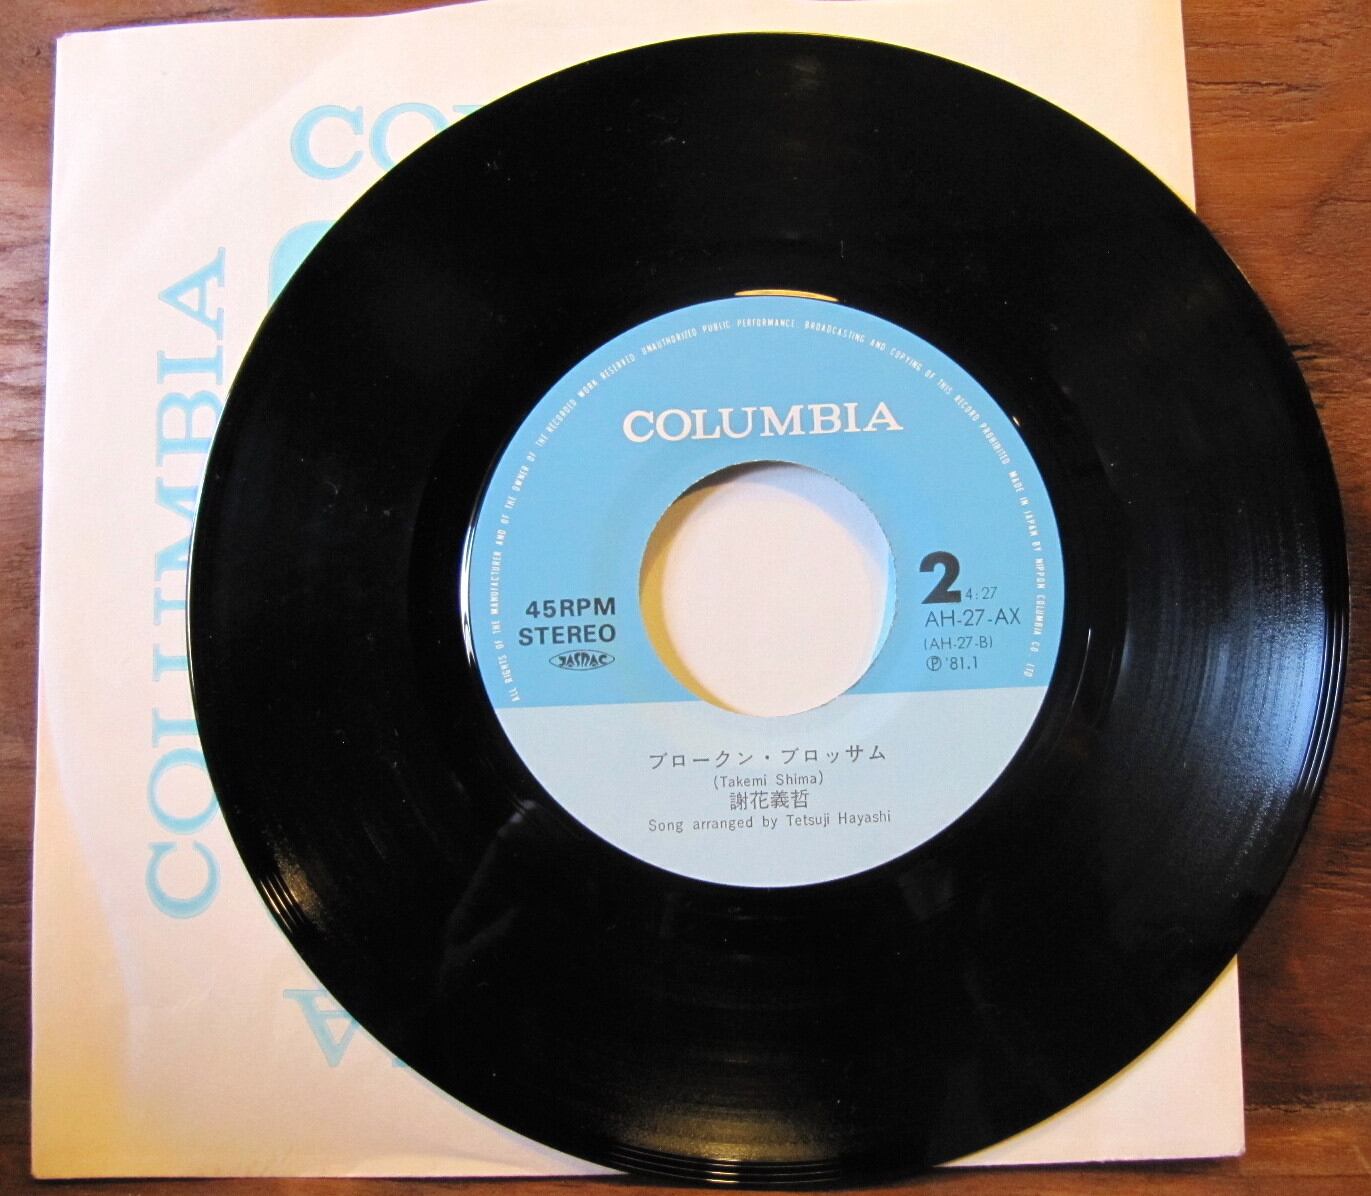 COLUMBIA
ALL RIGHTS OF THE MANUFACTURER AND OF THE OWNER OF THE RECORDED WORK RESERVED. UNAUTHORIZED PUBLIC PERFORMANCE. BROADCASTING AND COPYING OF THIS RECORD PROHIBITED. MADE IN JAPAN BY NIPPON COLUMBIA CO. LTD
COLUMBIA
45RPM
STEREO
JASRAC
2 4:27
AH-27-AX
(AH-27-B)
Ⓟ '81.1
ブロークン・ブロッサム
(Takemi Shima)
謝花義哲
Song arranged by Tetsuji Hayashi